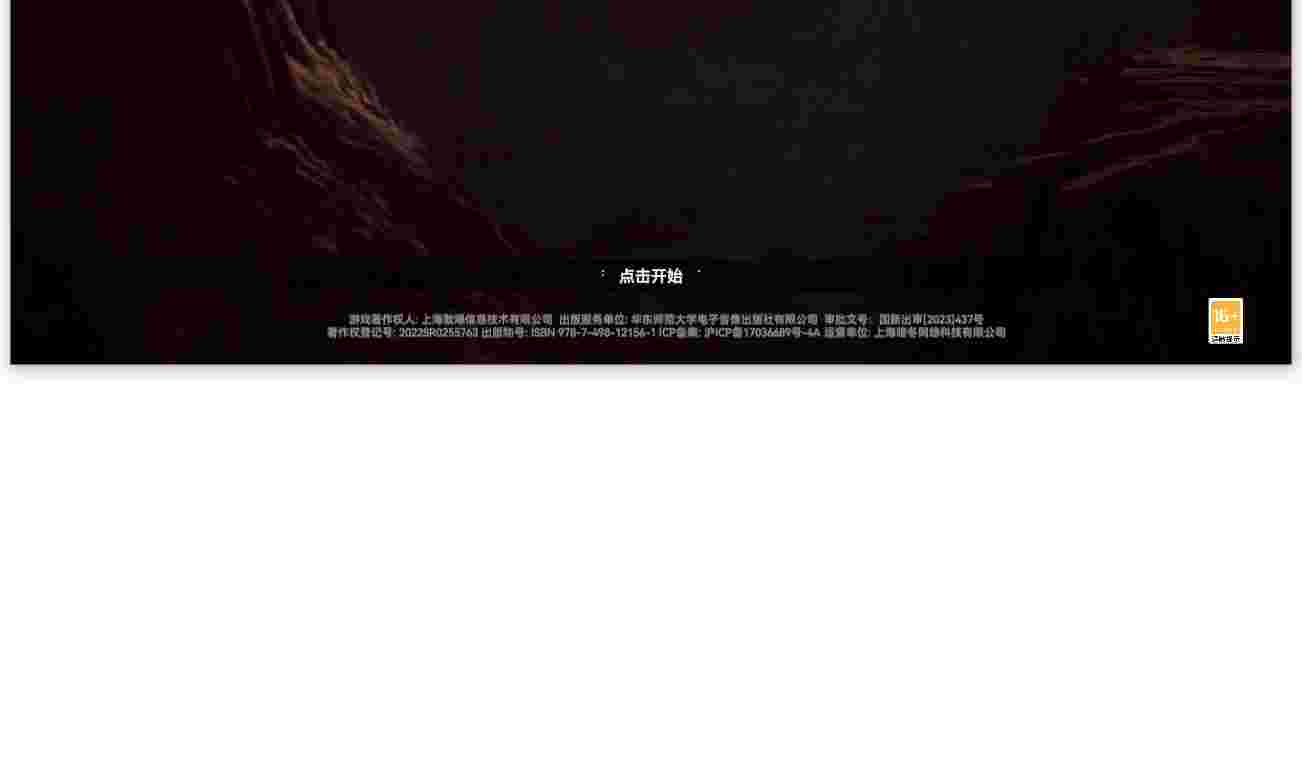 点击开始
游戏著作权人: 上海散爆信息技术有限公司 出版服务单位: 华东师范大学电子音像出版社有限公司 审批文号: 国新出审[2023]437号
著作权登记号: 2022SR0255763 出版物号: ISBN 978-7-498-12156-1 ICP备案: 沪ICP备17036689号-4A 运营单位: 上海暗冬网络科技有限公司
16+
适龄提示